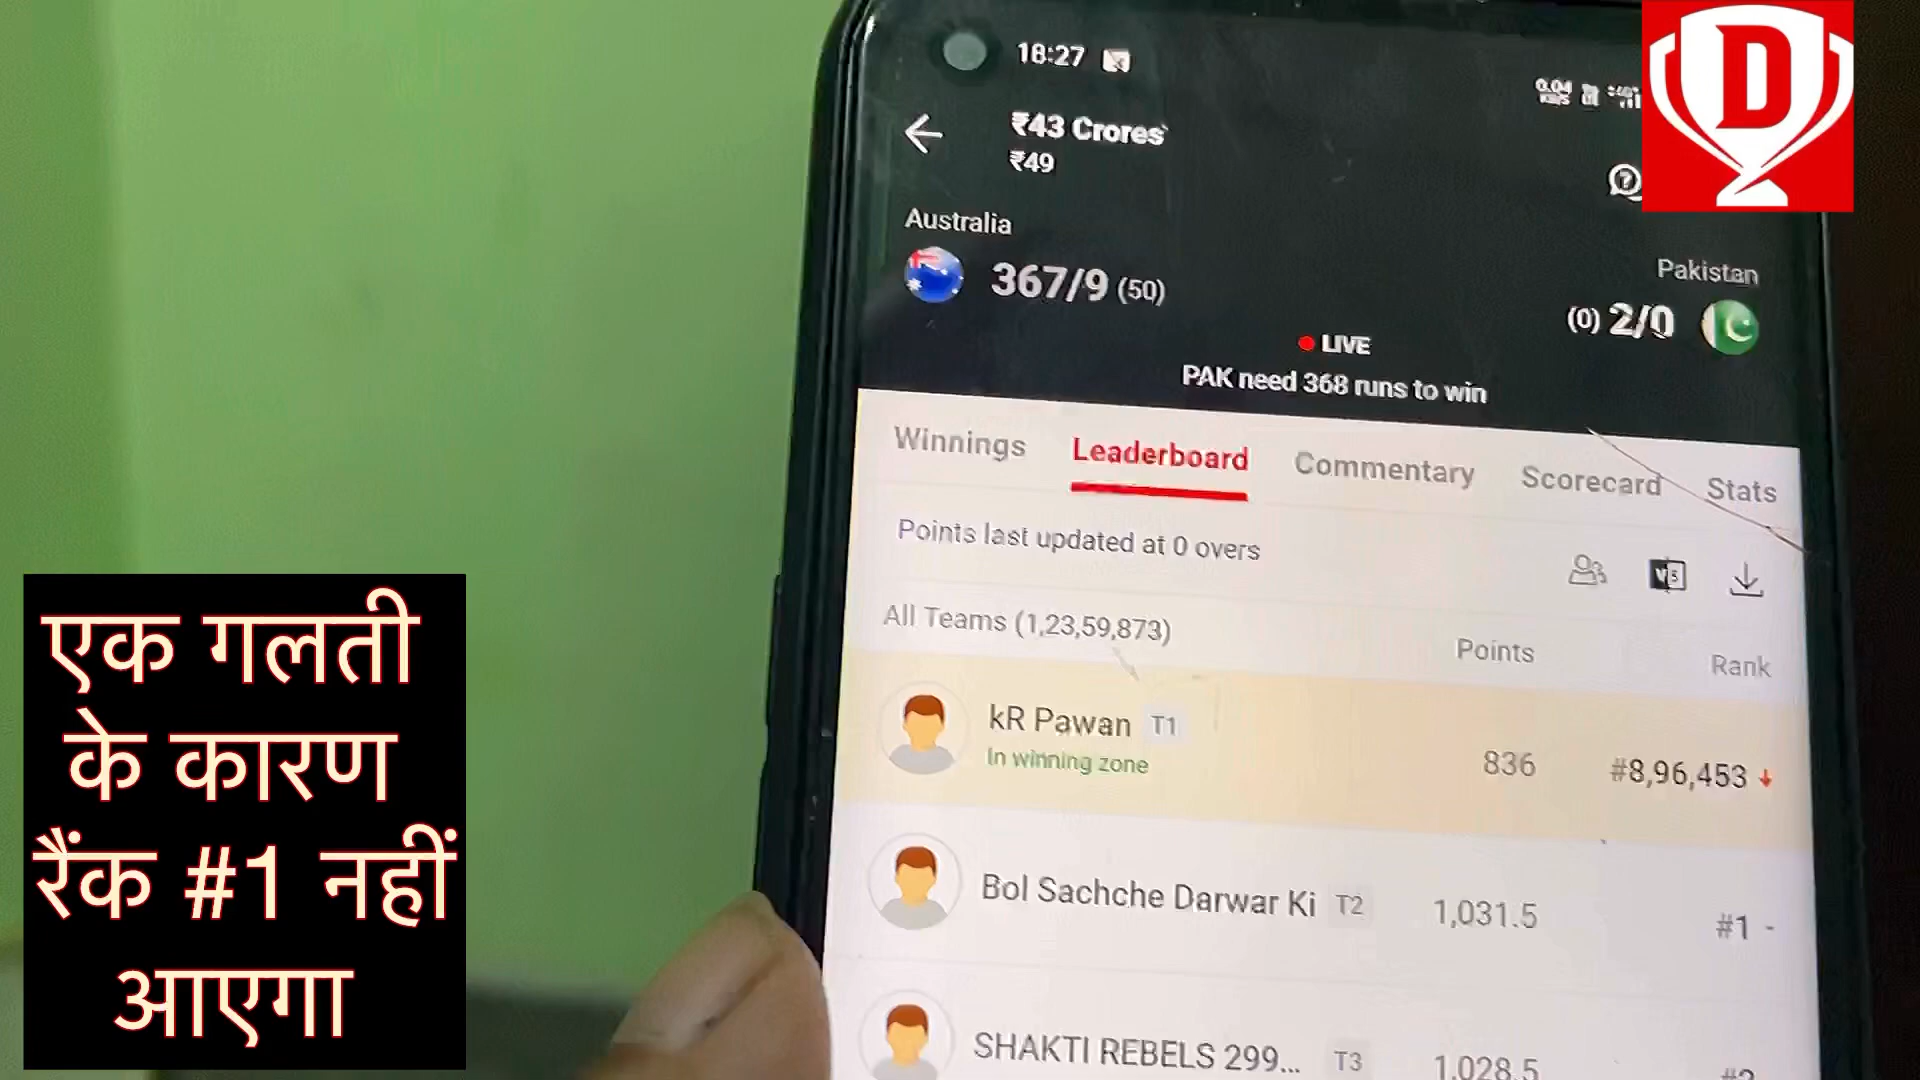 18:27
0.04
₹43 Crores
₹49
D
Australia
367/9 (50)
Pakistan
(0) 2/0
LIVE
PAK need 368 runs to win
Winnings Leaderboard Commentary Scorecard Stats
Points last updated at 0 overs
All Teams (1,23,59,873) Points Rank
kR Pawan T1
In winning zone
836 #8,96,453
Bol Sachche Darwar Ki T2 1,031.5 #1 -
SHAKTI REBELS 299... T3 1,028.5
एक गलती
के कारण
रैंक #1 नहीं
आएगा